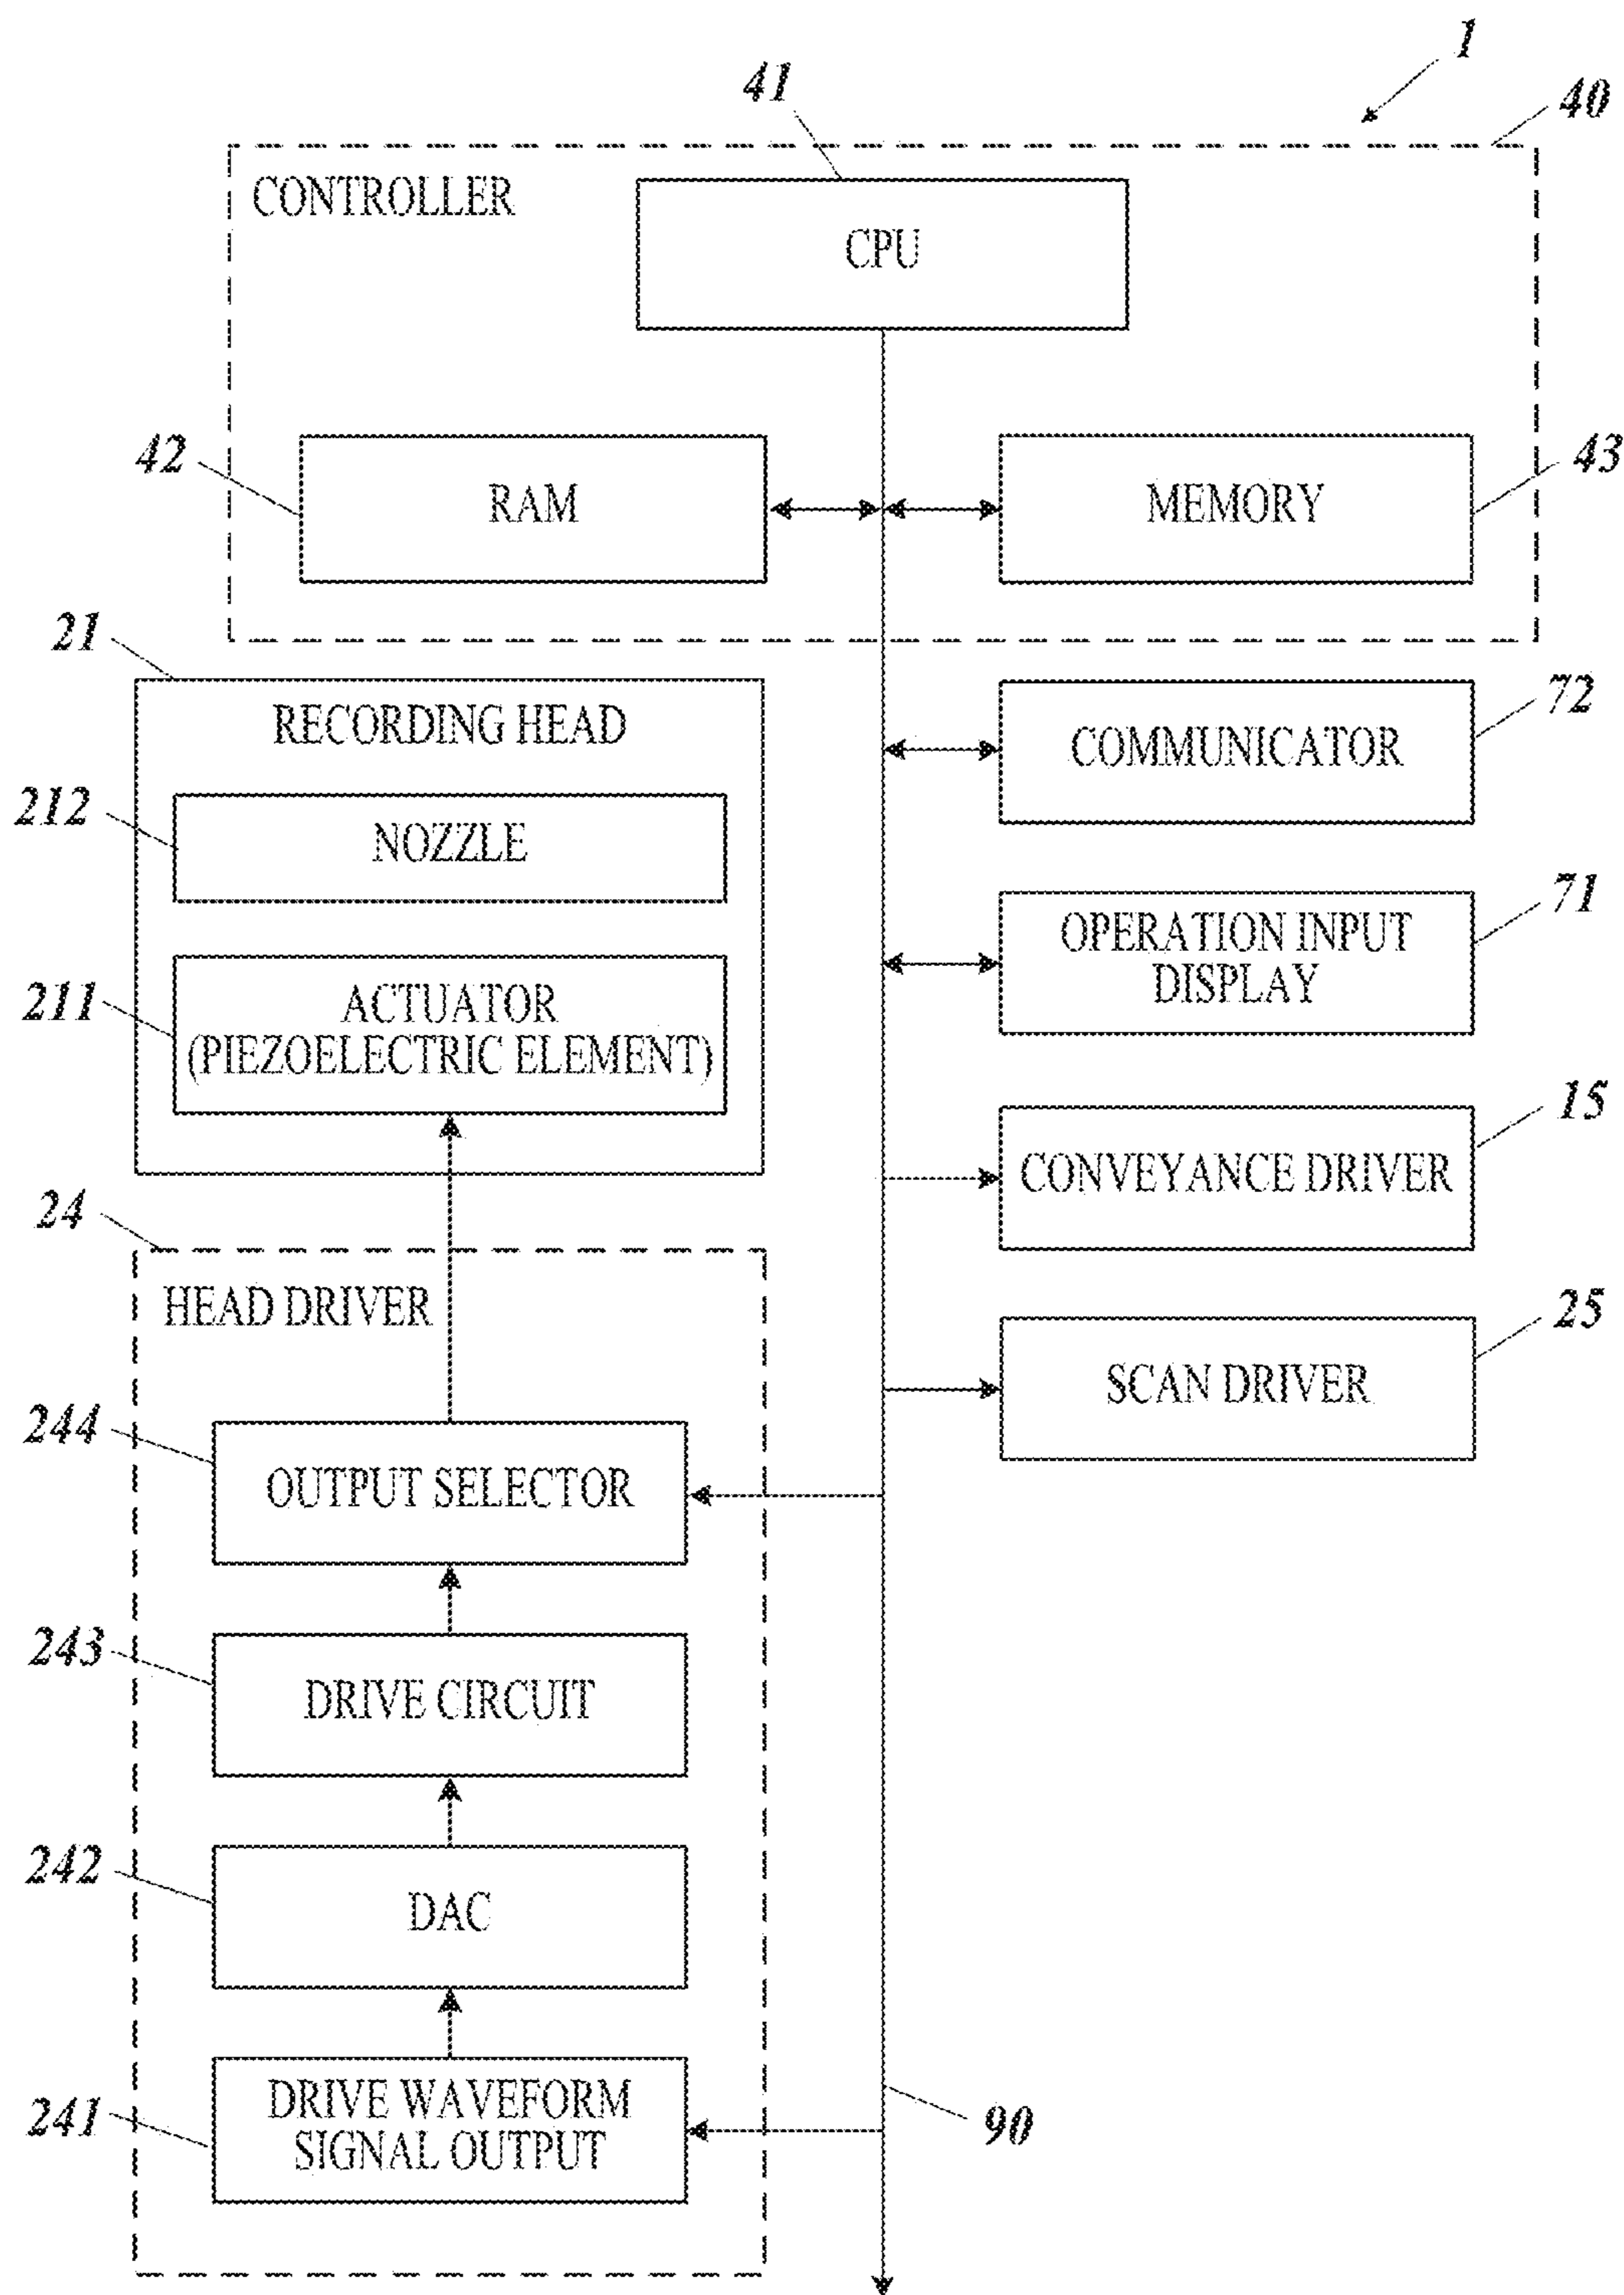 1
41
40
CONTROLLER
CPU
42
RAM
MEMORY
43
21
RECORDING HEAD
212
NOZZLE
211
ACTUATOR
(PIEZOELECTRIC ELEMENT)
COMMUNICATOR
72
OPERATION INPUT
DISPLAY
71
CONVEYANCE DRIVER
15
SCAN DRIVER
25
24
HEAD DRIVER
244
OUTPUT SELECTOR
243
DRIVE CIRCUIT
242
DAC
241
DRIVE WAVEFORM
SIGNAL OUTPUT
90